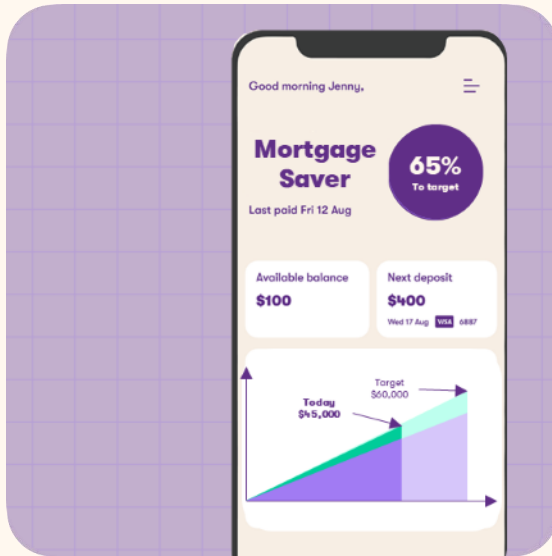 Good morning Jenny,
Mortgage
Saver
65%
To target
Last paid Fri 12 Aug
Available balance
$100
Next deposit
$400
Wed 17 Aug VISA 6887
Target
$60,000
Today
$45,000